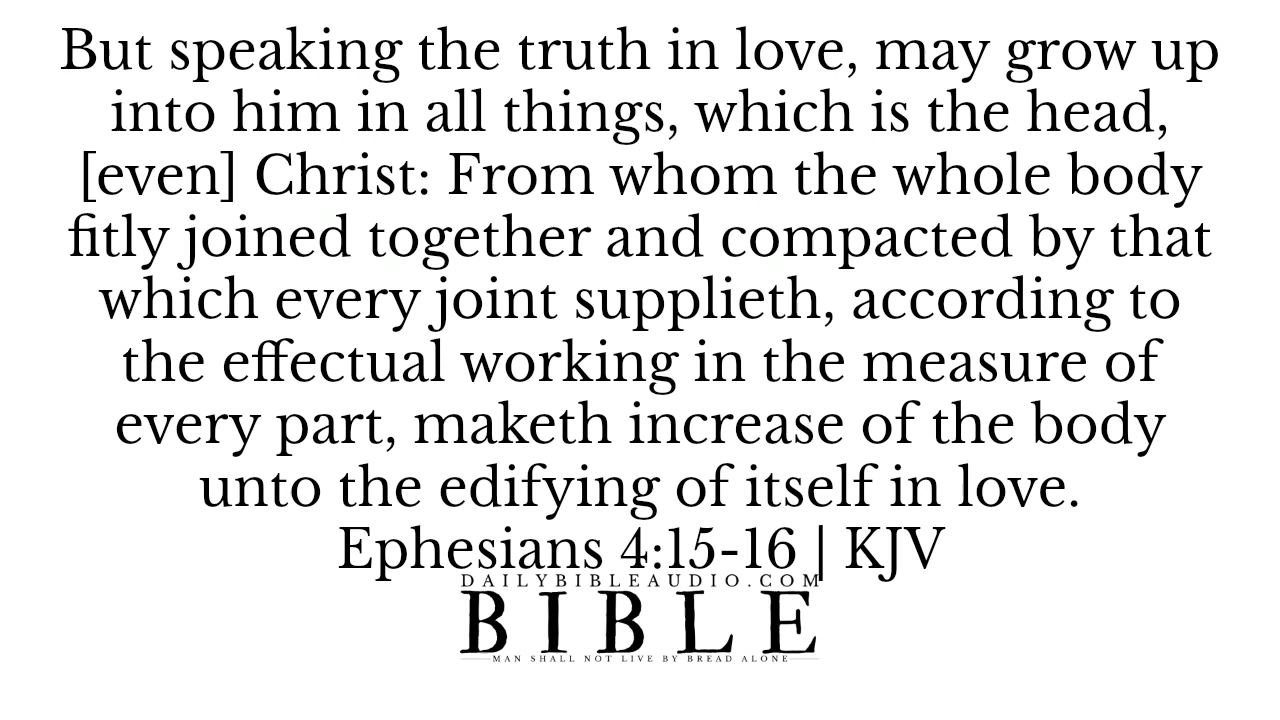 But speaking the truth in love, may grow up
into him in all things, which is the head,
[even] Christ: From whom the whole body
fitly joined together and compacted by that
which every joint supplieth, according to
the effectual working in the measure of
every part, maketh increase of the body
unto the edifying of itself in love.
Ephesians 4:15-16 | KJV
DAILYBIBLEAUDIO.COM
BIBLE
MAN SHALL NOT LIVE BY BREAD ALONE